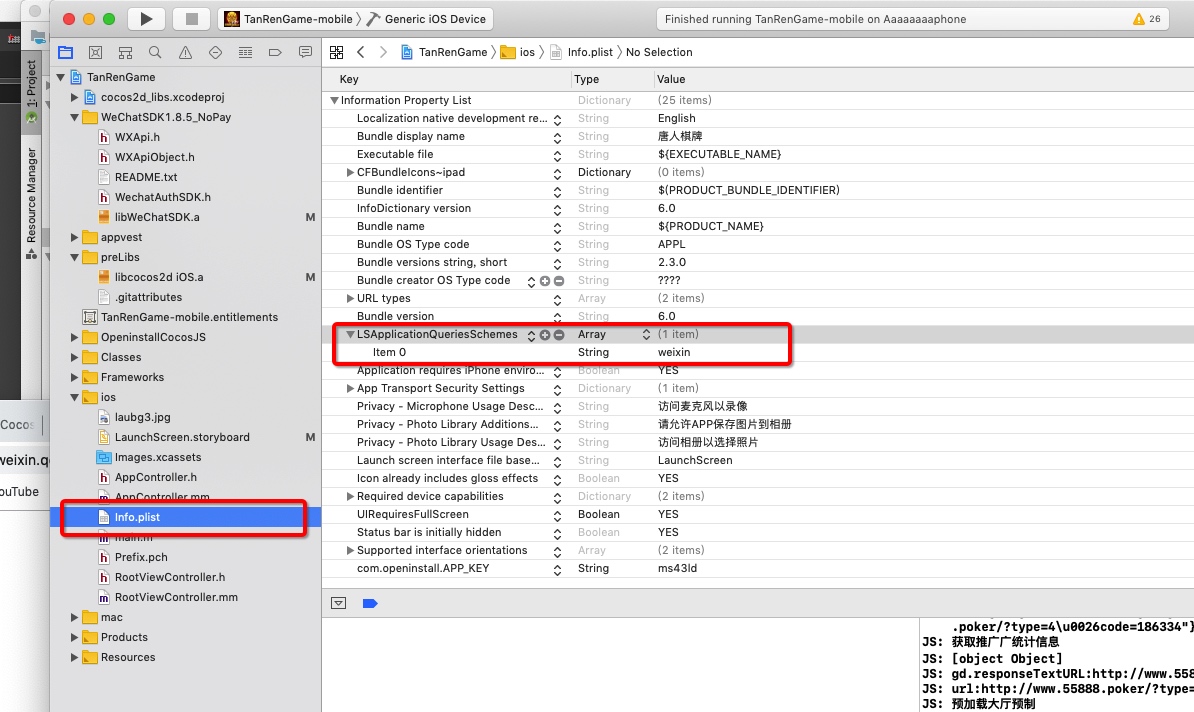 TanRenGame-mobile
Generic iOS Device
Finished running TanRenGame-mobile on Aaaaaaaphone
26
1: Project
Resource Manager
Cocos
weixin.q
ouTube
TanRenGame
cocos2d_libs.xcodeproj
WeChatSDK1.8.5_NoPay
WXApi.h
WXApiObject.h
README.txt
WechatAuthSDK.h
libWeChatSDK.a M
appvest
preLibs
libcocos2d iOS.a M
.gitattributes
TanRenGame-mobile.entitlements
OpeninstallCocosJS
Classes
Frameworks
ios
laubg3.jpg
LaunchScreen.storyboard M
Images.xcassets
AppController.h
AppController.mm
Info.plist
main.m
Prefix.pch
RootViewController.h
RootViewController.mm
mac
Products
Resources
TanRenGame ios Info.plist No Selection
Key Type Value
Information Property List Dictionary (25 items)
Localization native development re... String English
Bundle display name String 唐人棋牌
Executable file String ${EXECUTABLE_NAME}
CFBundleIcons~ipad Dictionary (0 items)
Bundle identifier String $(PRODUCT_BUNDLE_IDENTIFIER)
InfoDictionary version String 6.0
Bundle name String ${PRODUCT_NAME}
Bundle OS Type code String APPL
Bundle versions string, short String 2.3.0
Bundle creator OS Type code String ????
URL types Array (2 items)
Bundle version String 6.0
LSApplicationQueriesSchemes Array (1 item)
Item 0 String weixin
Application requires iPhone enviro... Boolean YES
App Transport Security Settings Dictionary (1 item)
Privacy - Microphone Usage Desc... String 访问麦克风以录像
Privacy - Photo Library Additions... String 请允许APP保存图片到相册
Privacy - Photo Library Usage Des... String 访问相册以选择照片
Launch screen interface file base... String LaunchScreen
Icon already includes gloss effects Boolean YES
Required device capabilities Dictionary (2 items)
UIRequiresFullScreen Boolean YES
Status bar is initially hidden Boolean YES
Supported interface orientations Array (2 items)
com.openinstall.APP_KEY String ms43ld
.poker/?type=4\u0026code=186334"}
JS: 获取推广广统计信息
JS: [object Object]
JS: gd.responseTextURL:http://www.558
JS: url:http://www.55888.poker/?type=
JS: 预加载大厅预制